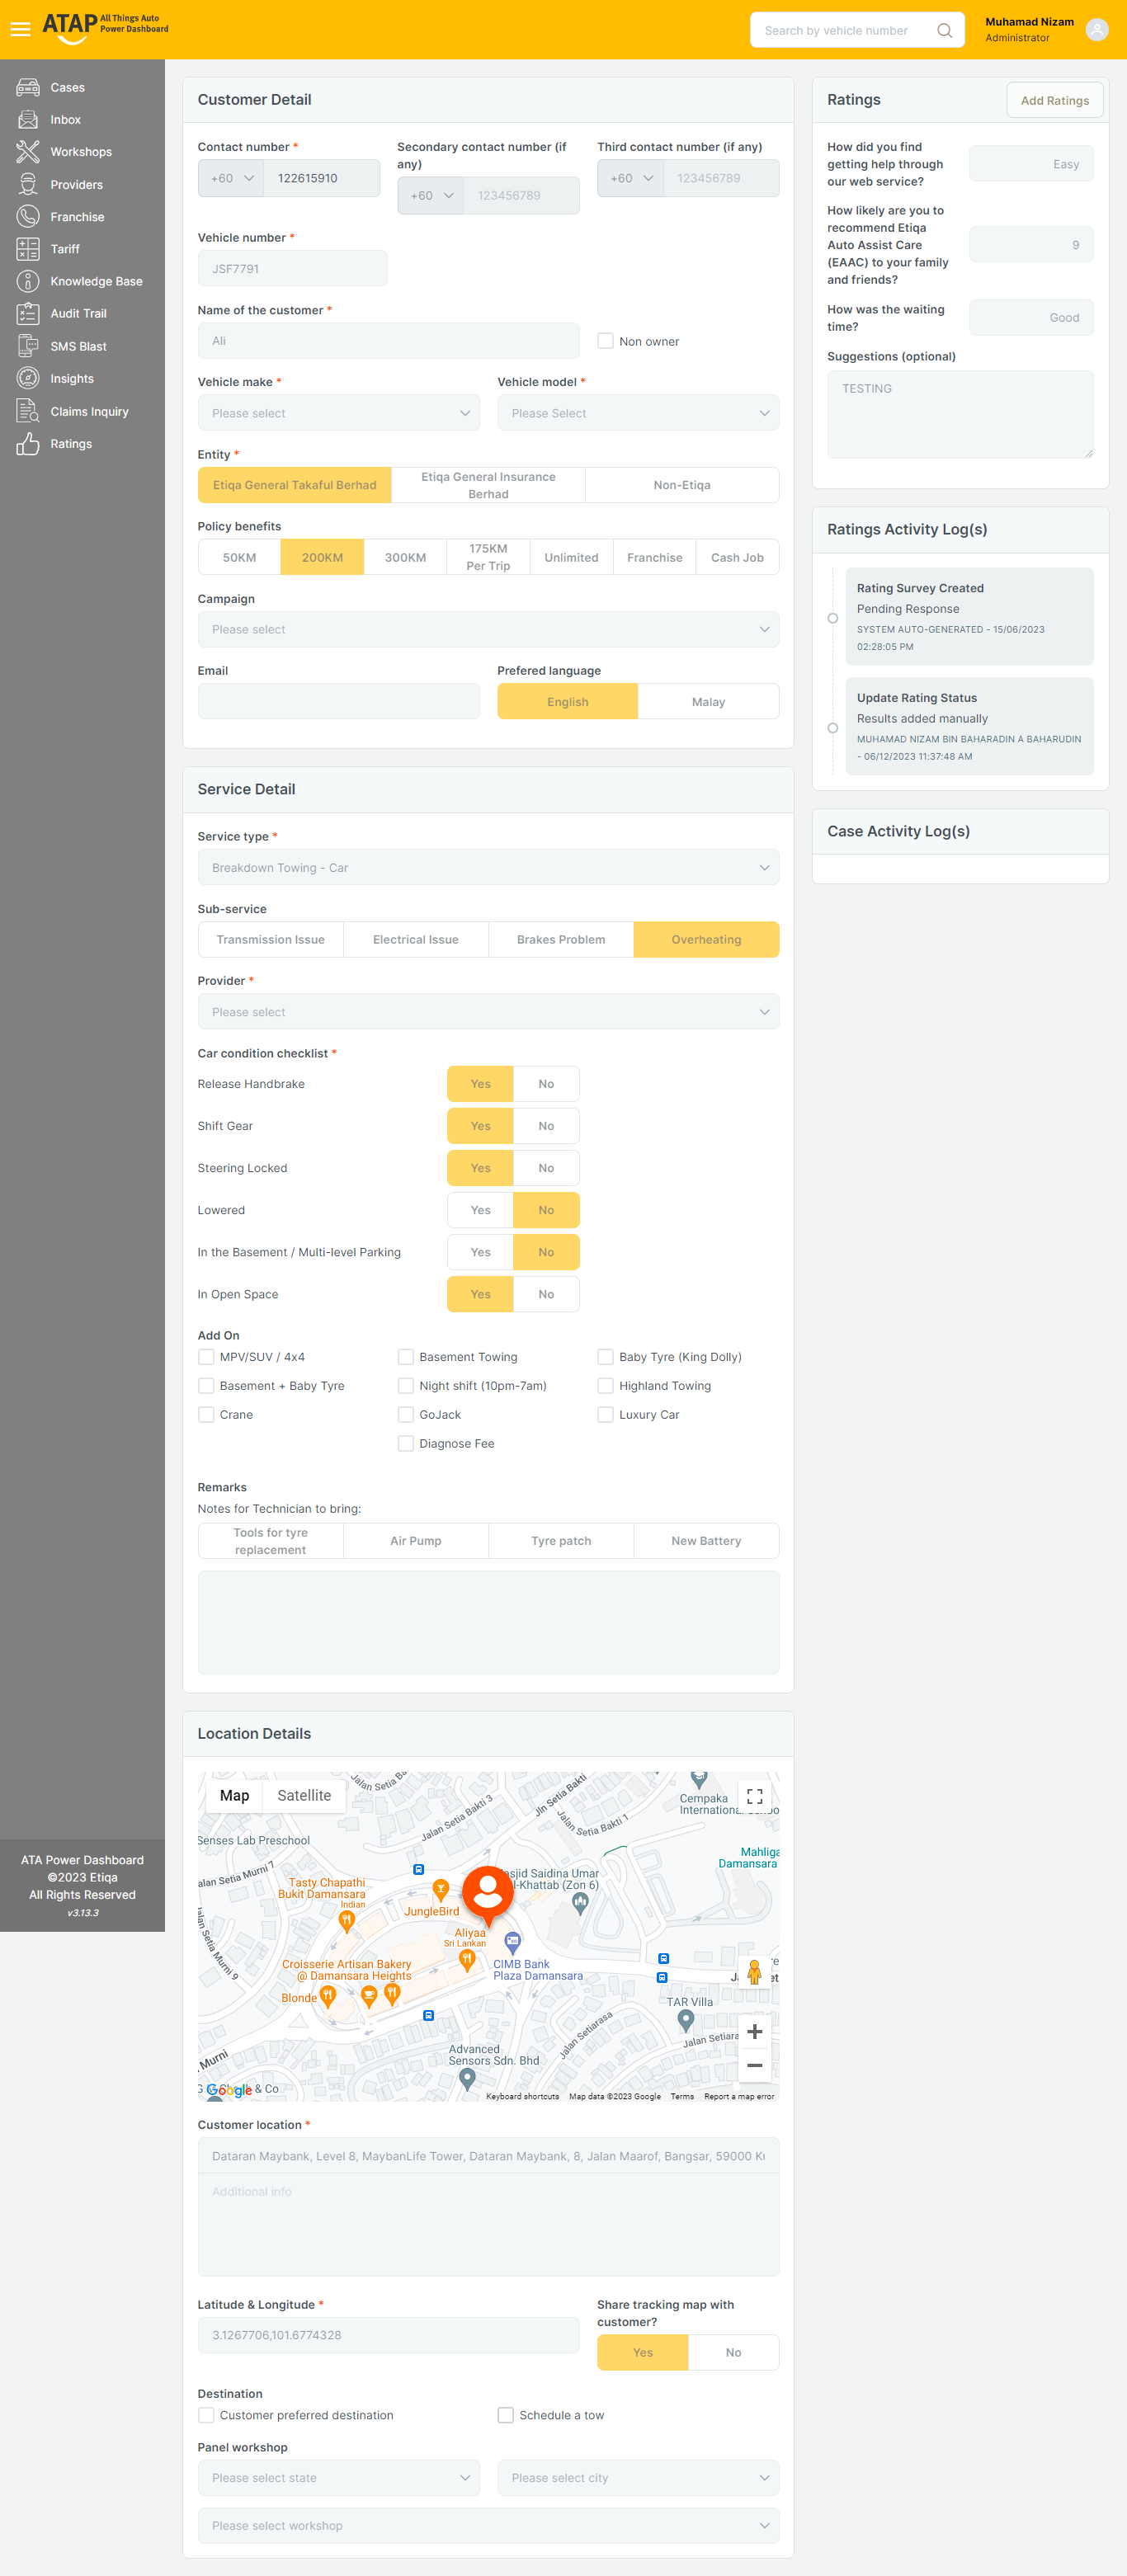 ATAP All Things Auto
Power Dashboard
Search by vehicle number
Muhamad Nizam
Administrator
Cases
Inbox
Workshops
Providers
Franchise
Tariff
Knowledge Base
Audit Trail
SMS Blast
Insights
Claims Inquiry
Ratings
ATA Power Dashboard
©2023 Etiqa
All Rights Reserved
v3.13.3
Customer Detail
Contact number *
+60 122615910
Secondary contact number (if
any)
+60 123456789
Third contact number (if any)
+60 123456789
Vehicle number *
JSF7791
Name of the customer *
Ali
Non owner
Vehicle make *
Please select
Vehicle model *
Please Select
Entity *
Etiqa General Takaful Berhad
Etiqa General Insurance
Berhad
Non-Etiqa
Policy benefits
50KM
200KM
300KM
175KM
Per Trip
Unlimited
Franchise
Cash Job
Campaign
Please select
Email
Prefered language
English
Malay
Service Detail
Service type *
Breakdown Towing - Car
Sub-service
Transmission Issue
Electrical Issue
Brakes Problem
Overheating
Provider *
Please select
Car condition checklist *
Release Handbrake Yes No
Shift Gear Yes No
Steering Locked Yes No
Lowered Yes No
In the Basement / Multi-level Parking Yes No
In Open Space Yes No
Add On
MPV/SUV / 4x4
Basement Towing
Baby Tyre (King Dolly)
Basement + Baby Tyre
Night shift (10pm-7am)
Highland Towing
Crane
GoJack
Luxury Car
Diagnose Fee
Remarks
Notes for Technician to bring:
Tools for tyre
replacement
Air Pump
Tyre patch
New Battery
Location Details
Map
Satellite
Jalan Setia Ba
Jalan Setia Bakti 3
Jln Setia Bakti
Jalan Setia Bakti 1
Cempaka
International
Senses Lab Preschool
Mahliga
Damansara
alan Setia Murni 7
Tasty Chapathi
Bukit Damansara
Indian
JungleBird
asjid Saidina Umar
l-Khattab (Zon 6)
Aliyaa
Sri Lankan
alan Setia Murni 9
Croisserie Artisan Bakery
@ Damansara Heights
CIMB Bank
Plaza Damansara
Blonde
TAR Villa
Jalan Setiarasa
Jalan Setiara
Murni
Advanced
Sensors Sdn. Bhd
Google
& Co
Keyboard shortcuts
Map data ©2023 Google
Terms
Report a map error
Customer location *
Dataran Maybank, Level 8, MaybanLife Tower, Dataran Maybank, 8, Jalan Maarof, Bangsar, 59000 Ku
Additional info
Latitude & Longitude *
3.1267706,101.6774328
Share tracking map with
customer?
Yes
No
Destination
Customer preferred destination
Schedule a tow
Panel workshop
Please select state
Please select city
Please select workshop
Ratings
Add Ratings
How did you find
getting help through
our web service?
Easy
How likely are you to
recommend Etiqa
Auto Assist Care
(EAAC) to your family
and friends?
9
How was the waiting
time?
Good
Suggestions (optional)
TESTING
Ratings Activity Log(s)
Rating Survey Created
Pending Response
SYSTEM AUTO-GENERATED - 15/06/2023
02:28:05 PM
Update Rating Status
Results added manually
MUHAMAD NIZAM BIN BAHARADIN A BAHARUDIN
- 06/12/2023 11:37:48 AM
Case Activity Log(s)